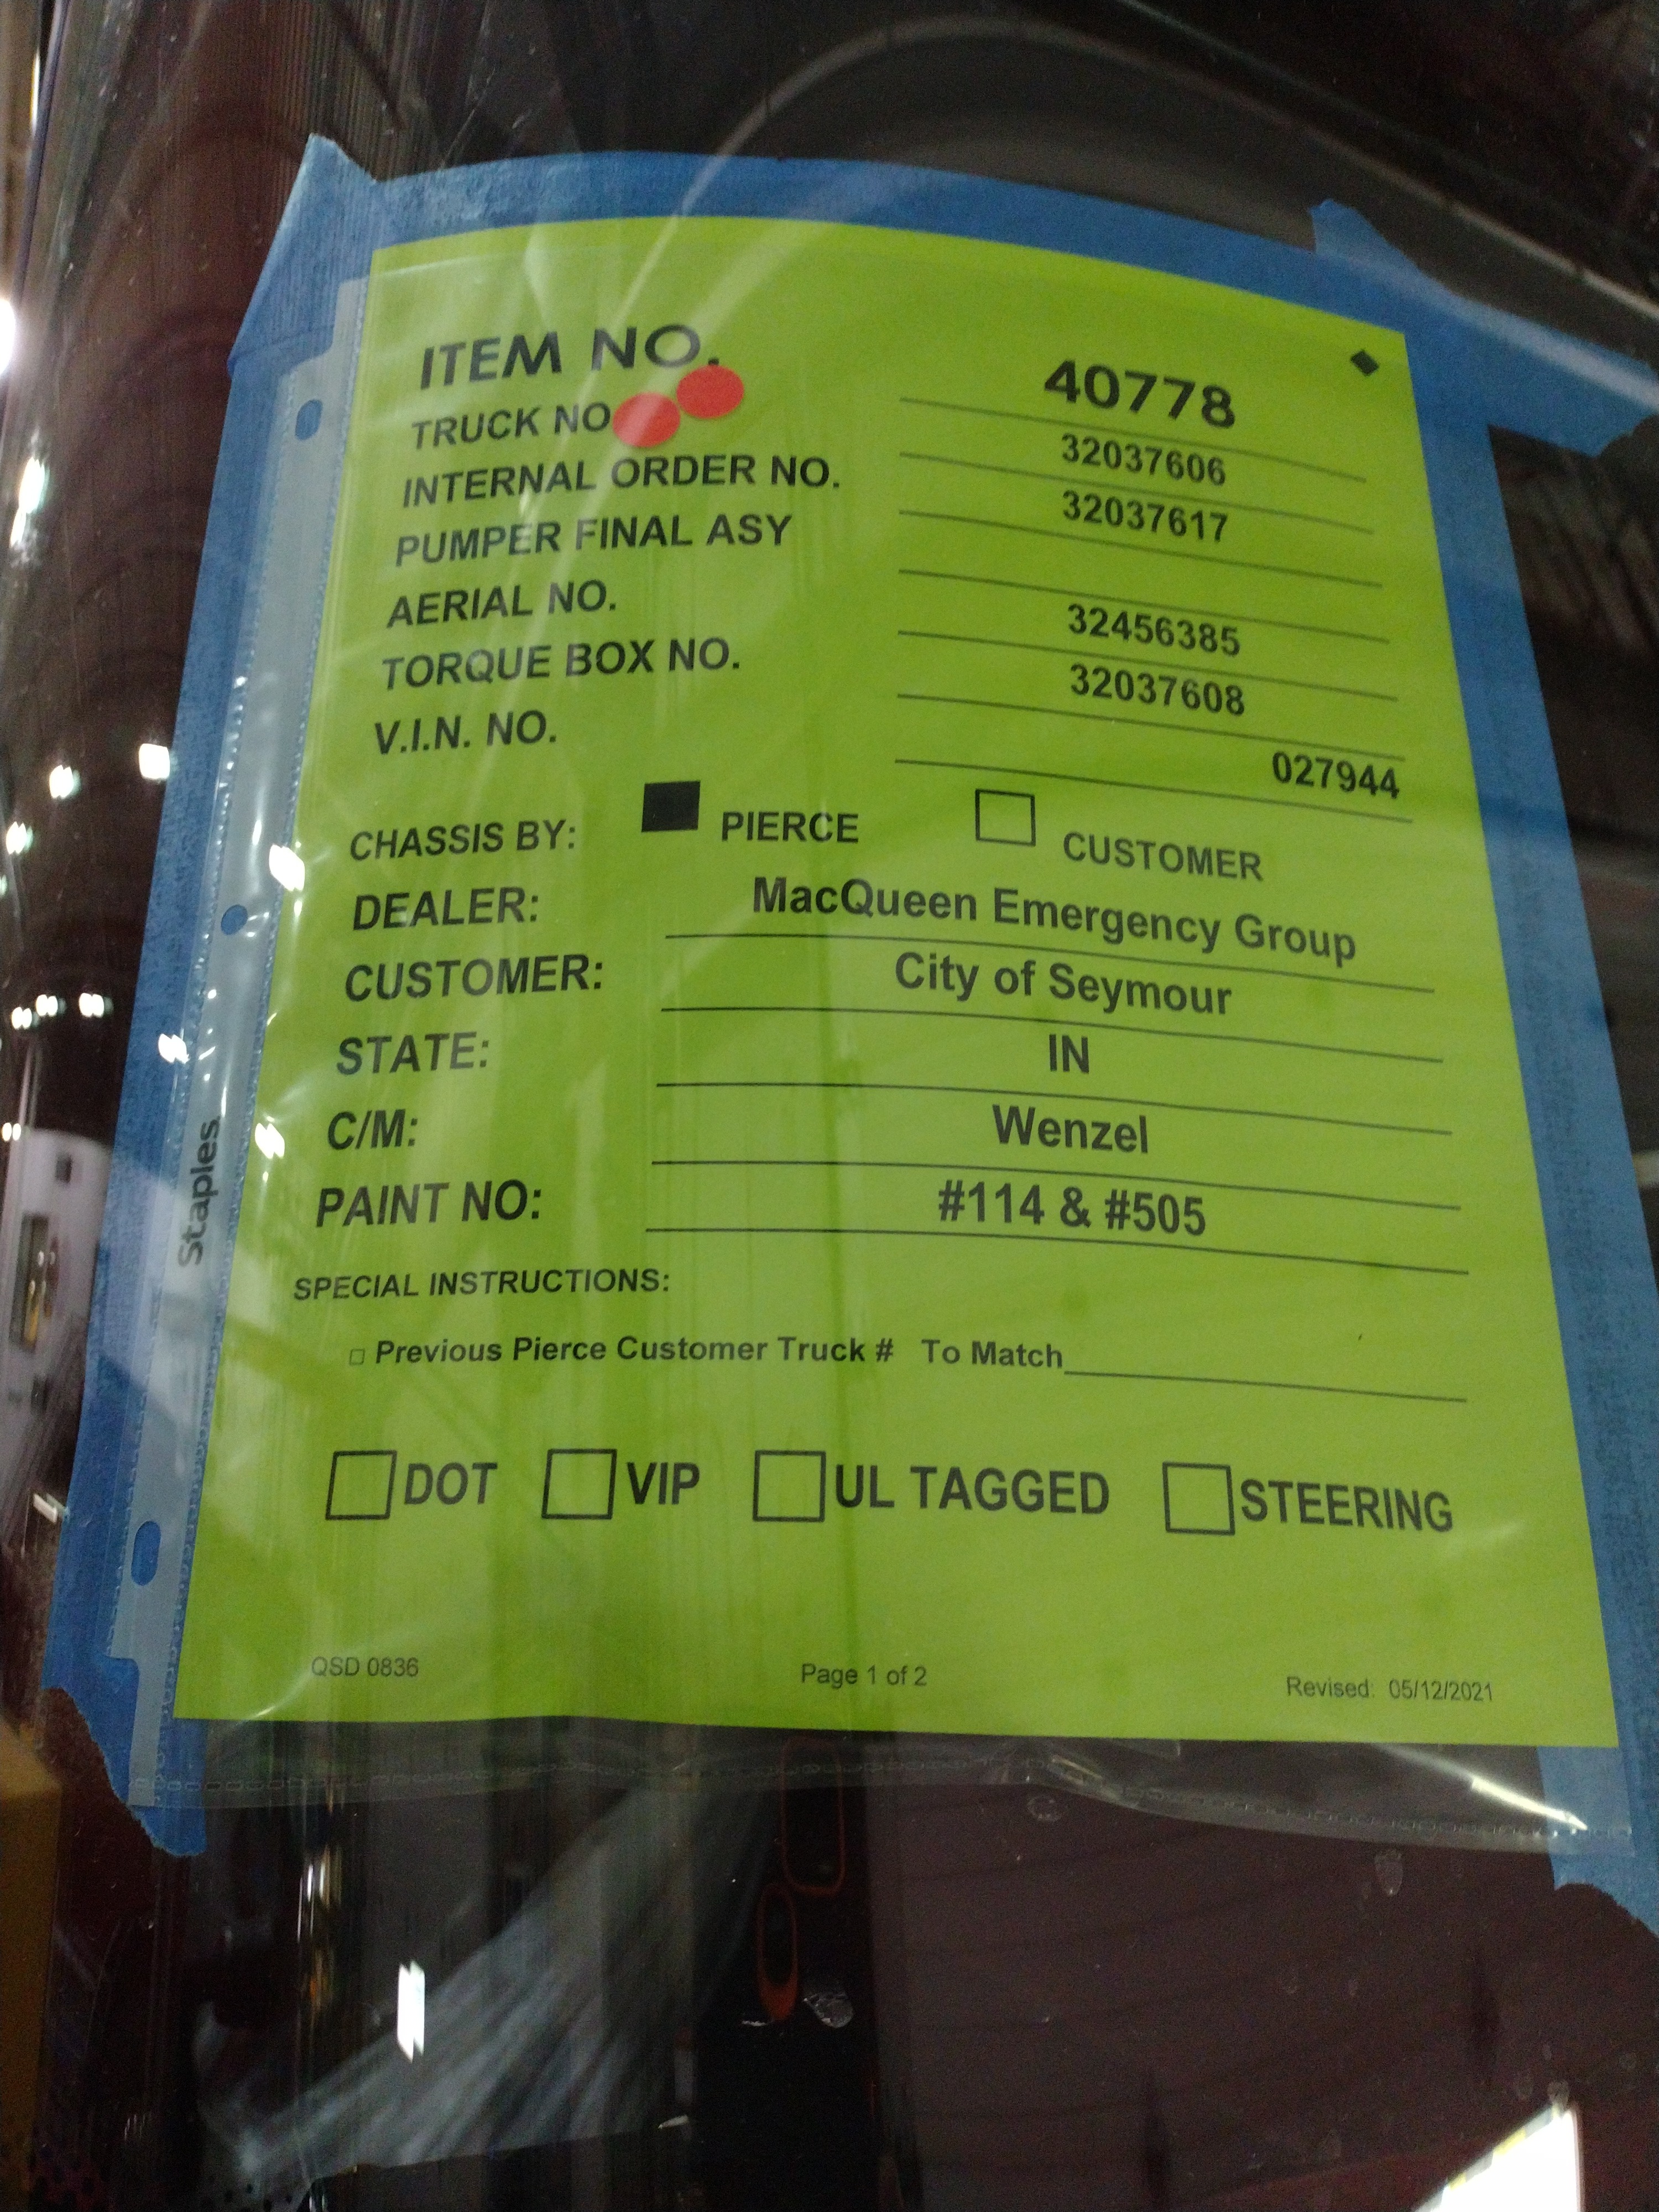 ITEM NO. 40778
TRUCK NO 32037606
INTERNAL ORDER NO. 32037617
PUMPER FINAL ASY
AERIAL NO. 32456385
TORQUE BOX NO. 32037608
V.I.N. NO. 027944
CHASSIS BY: PIERCE CUSTOMER
DEALER: MacQueen Emergency Group
CUSTOMER: City of Seymour
STATE: IN
C/M: Wenzel
PAINT NO: #114 & #505
SPECIAL INSTRUCTIONS:
Previous Pierce Customer Truck # To Match
DOT VIP UL TAGGED STEERING
QSD 0836 Page 1 of 2 Revised: 05/12/2021
Staples